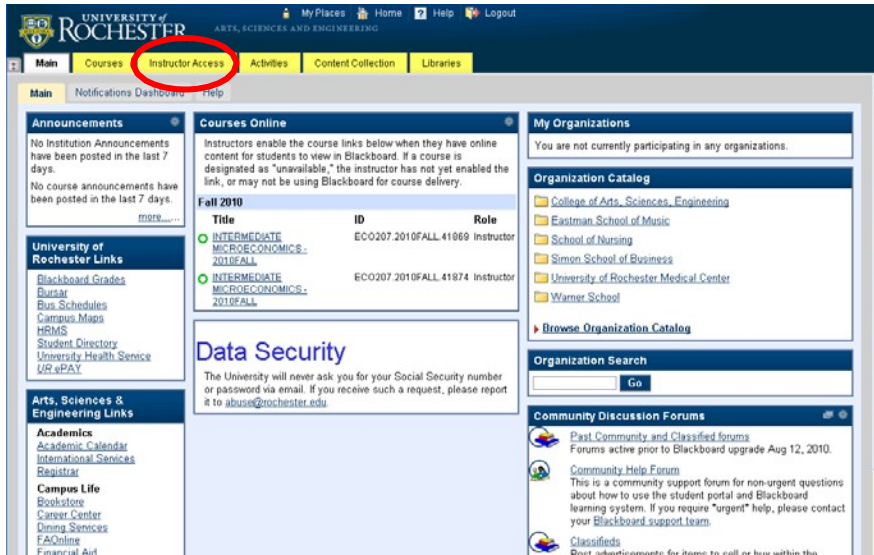 UNIVERSITY of
ROCHESTER
ARTS, SCIENCES AND ENGINEERING
My Places Home ? Help Logout
Main Courses Instructor Access Activities Content Collection Libraries
Main Notifications Dashboard Help
Announcements
No Institution Announcements
have been posted in the last 7
days.
No course announcements have
been posted in the last 7 days.
more......
University of
Rochester Links
Blackboard Grades
Bursar
Bus Schedules
Campus Maps
HRMS
Student Directory
University Health Service
UR ePAY
Arts, Sciences &
Engineering Links
Academics
Academic Calendar
International Services
Registrar
Campus Life
Bookstore
Career Center
Dining Services
FAOnline
Financial Aid
Courses Online
Instructors enable the course links below when they have online
content for students to view in Blackboard. If a course is
designated as "unavailable," the instructor has not yet enabled the
link, or may not be using Blackboard for course delivery.
Fall 2010
Title ID Role
INTERMEDIATE ECO207.2010FALL.41869 Instructor
MICROECONOMICS -
2010FALL
INTERMEDIATE ECO207.2010FALL.41874 Instructor
MICROECONOMICS -
2010FALL
Data Security
The University will never ask you for your Social Security number
or password via email. If you receive such a request, please report
it to abuse@rochester.edu.
My Organizations
You are not currently participating in any organizations.
Organization Catalog
College of Arts, Sciences, Engineering
Eastman School of Music
School of Nursing
Simon School of Business
University of Rochester Medical Center
Warner School
Browse Organization Catalog
Organization Search
Go
Community Discussion Forums
Past Community and Classified forums
Forums active prior to Blackboard upgrade Aug 12, 2010.
Community Help Forum
This is a community support forum for non-urgent questions
about how to use the student portal and Blackboard
learning system. If you require "urgent" help, please contact
your Blackboard support team.
Classifieds
Post advertisements for items to sell or buy within the